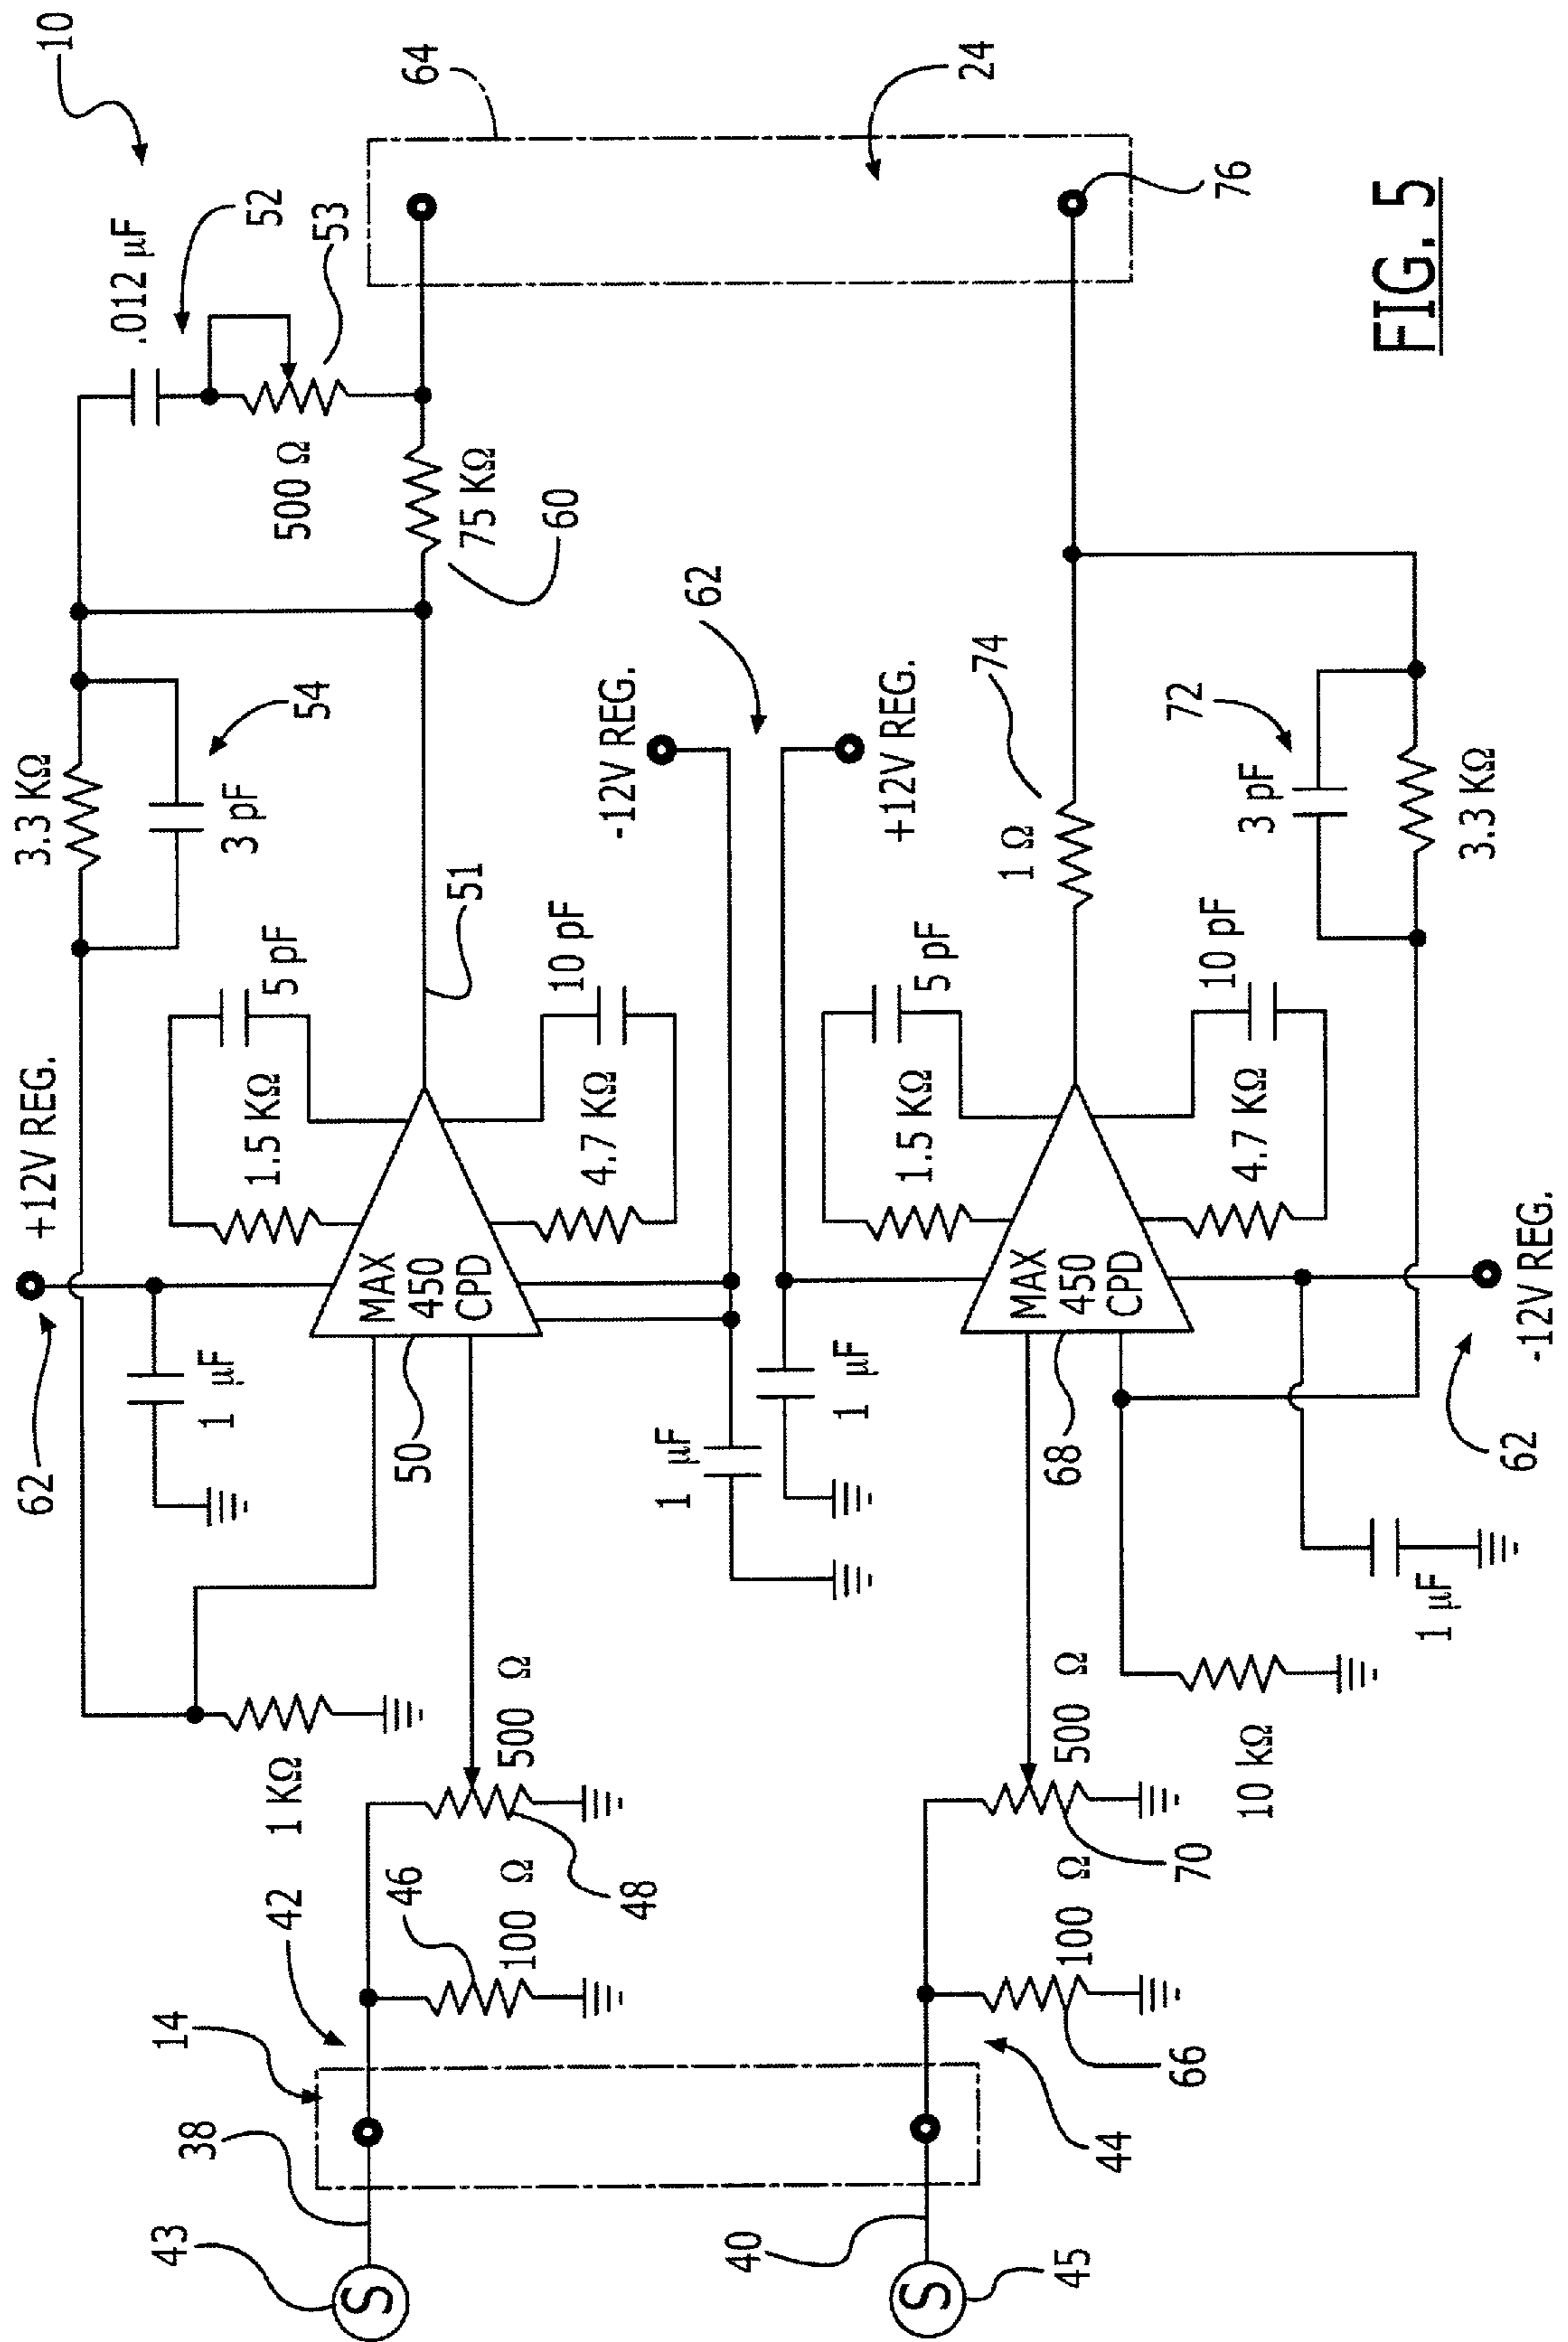 10
+12V REG.
62
3.3 KΩ
.012 µF
52
53
64
1 µF
3 pF
54
500 Ω
1.5 KΩ
5 pF
51
75 KΩ
60
MAX
450
CPD
50
4.7 KΩ
10 pF
14
42
1 KΩ
43
38
46
100 Ω
48
500 Ω
-12V REG.
62
24
1 µF
1 µF
+12V REG.
1.5 KΩ
5 pF
1 Ω
74
MAX
450
CPD
68
4.7 KΩ
10 pF
76
S
S
40
45
44
66
100 Ω
70
500 Ω
10 kΩ
1 µF
3 pF
72
3.3 KΩ
-12V REG.
62
FIG. 5